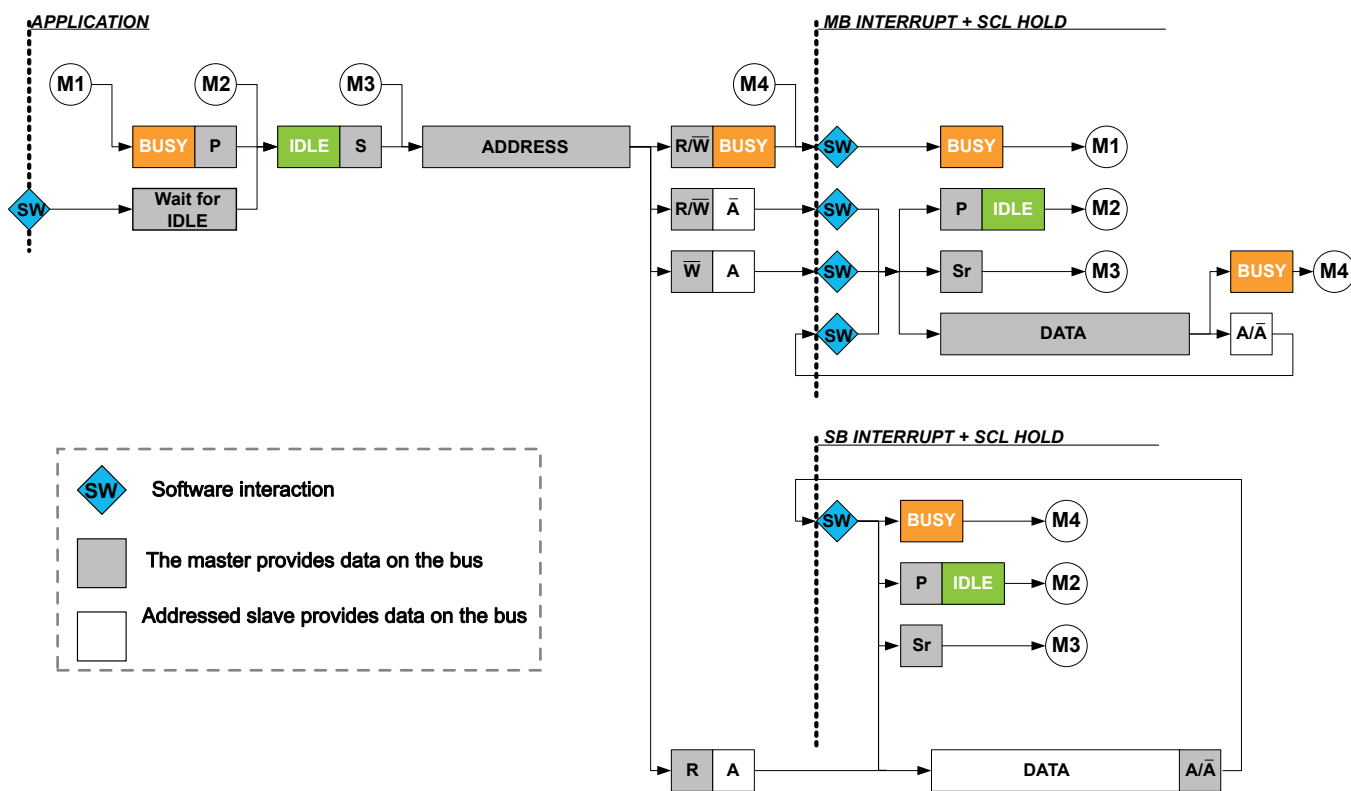 APPLICATION
MB INTERRUPT + SCL HOLD
M1
M2
M3
M4
BUSY P
IDLE S
ADDRESS
R/W̅ BUSY
SW
BUSY
M1
SW
Wait for
IDLE
R/W̅ A̅
SW
P IDLE
M2
W̅ A
SW
Sr
M3
BUSY
M4
SW
DATA
A/A̅
SB INTERRUPT + SCL HOLD
SW
Software interaction
The master provides data on the bus
Addressed slave provides data on the bus
SW
BUSY
M4
P IDLE
M2
Sr
M3
R A
DATA
A/A̅